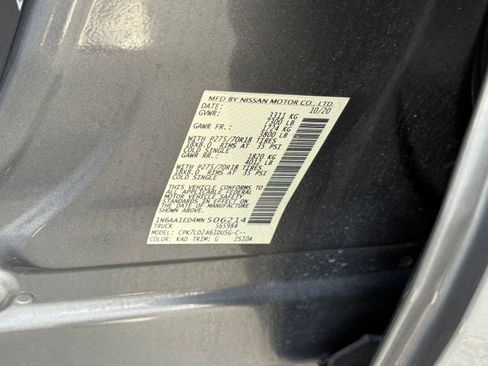 MFD BY NISSAN MOTOR CO., LTD.
DATE: 10/20
GVWR: 3311 KG
7300 LB
GAWR FR.: 1724 KG
3800 LB
WITH P275/70R18 TIRES
18X8.0 RIMS AT 35 PSI
COLD SINGLE
GAWR RR.: 1820 KG
4012 LB
WITH P275/70R18 TIRES
18X8.0 RIMS AT 35 PSI
COLD SINGLE
THIS VEHICLE CONFORMS TO
ALL APPLICABLE FEDERAL
MOTOR VEHICLE SAFETY
STANDARDS IN EFFECT ON THE
DATE OF MANUFACTURE
SHOWN ABOVE.
1N6AA1ED4MN506214
TRUCK 565984
MODEL: CPK7LDZA61DU5G-C--
COLOR: KAD TRIM: G